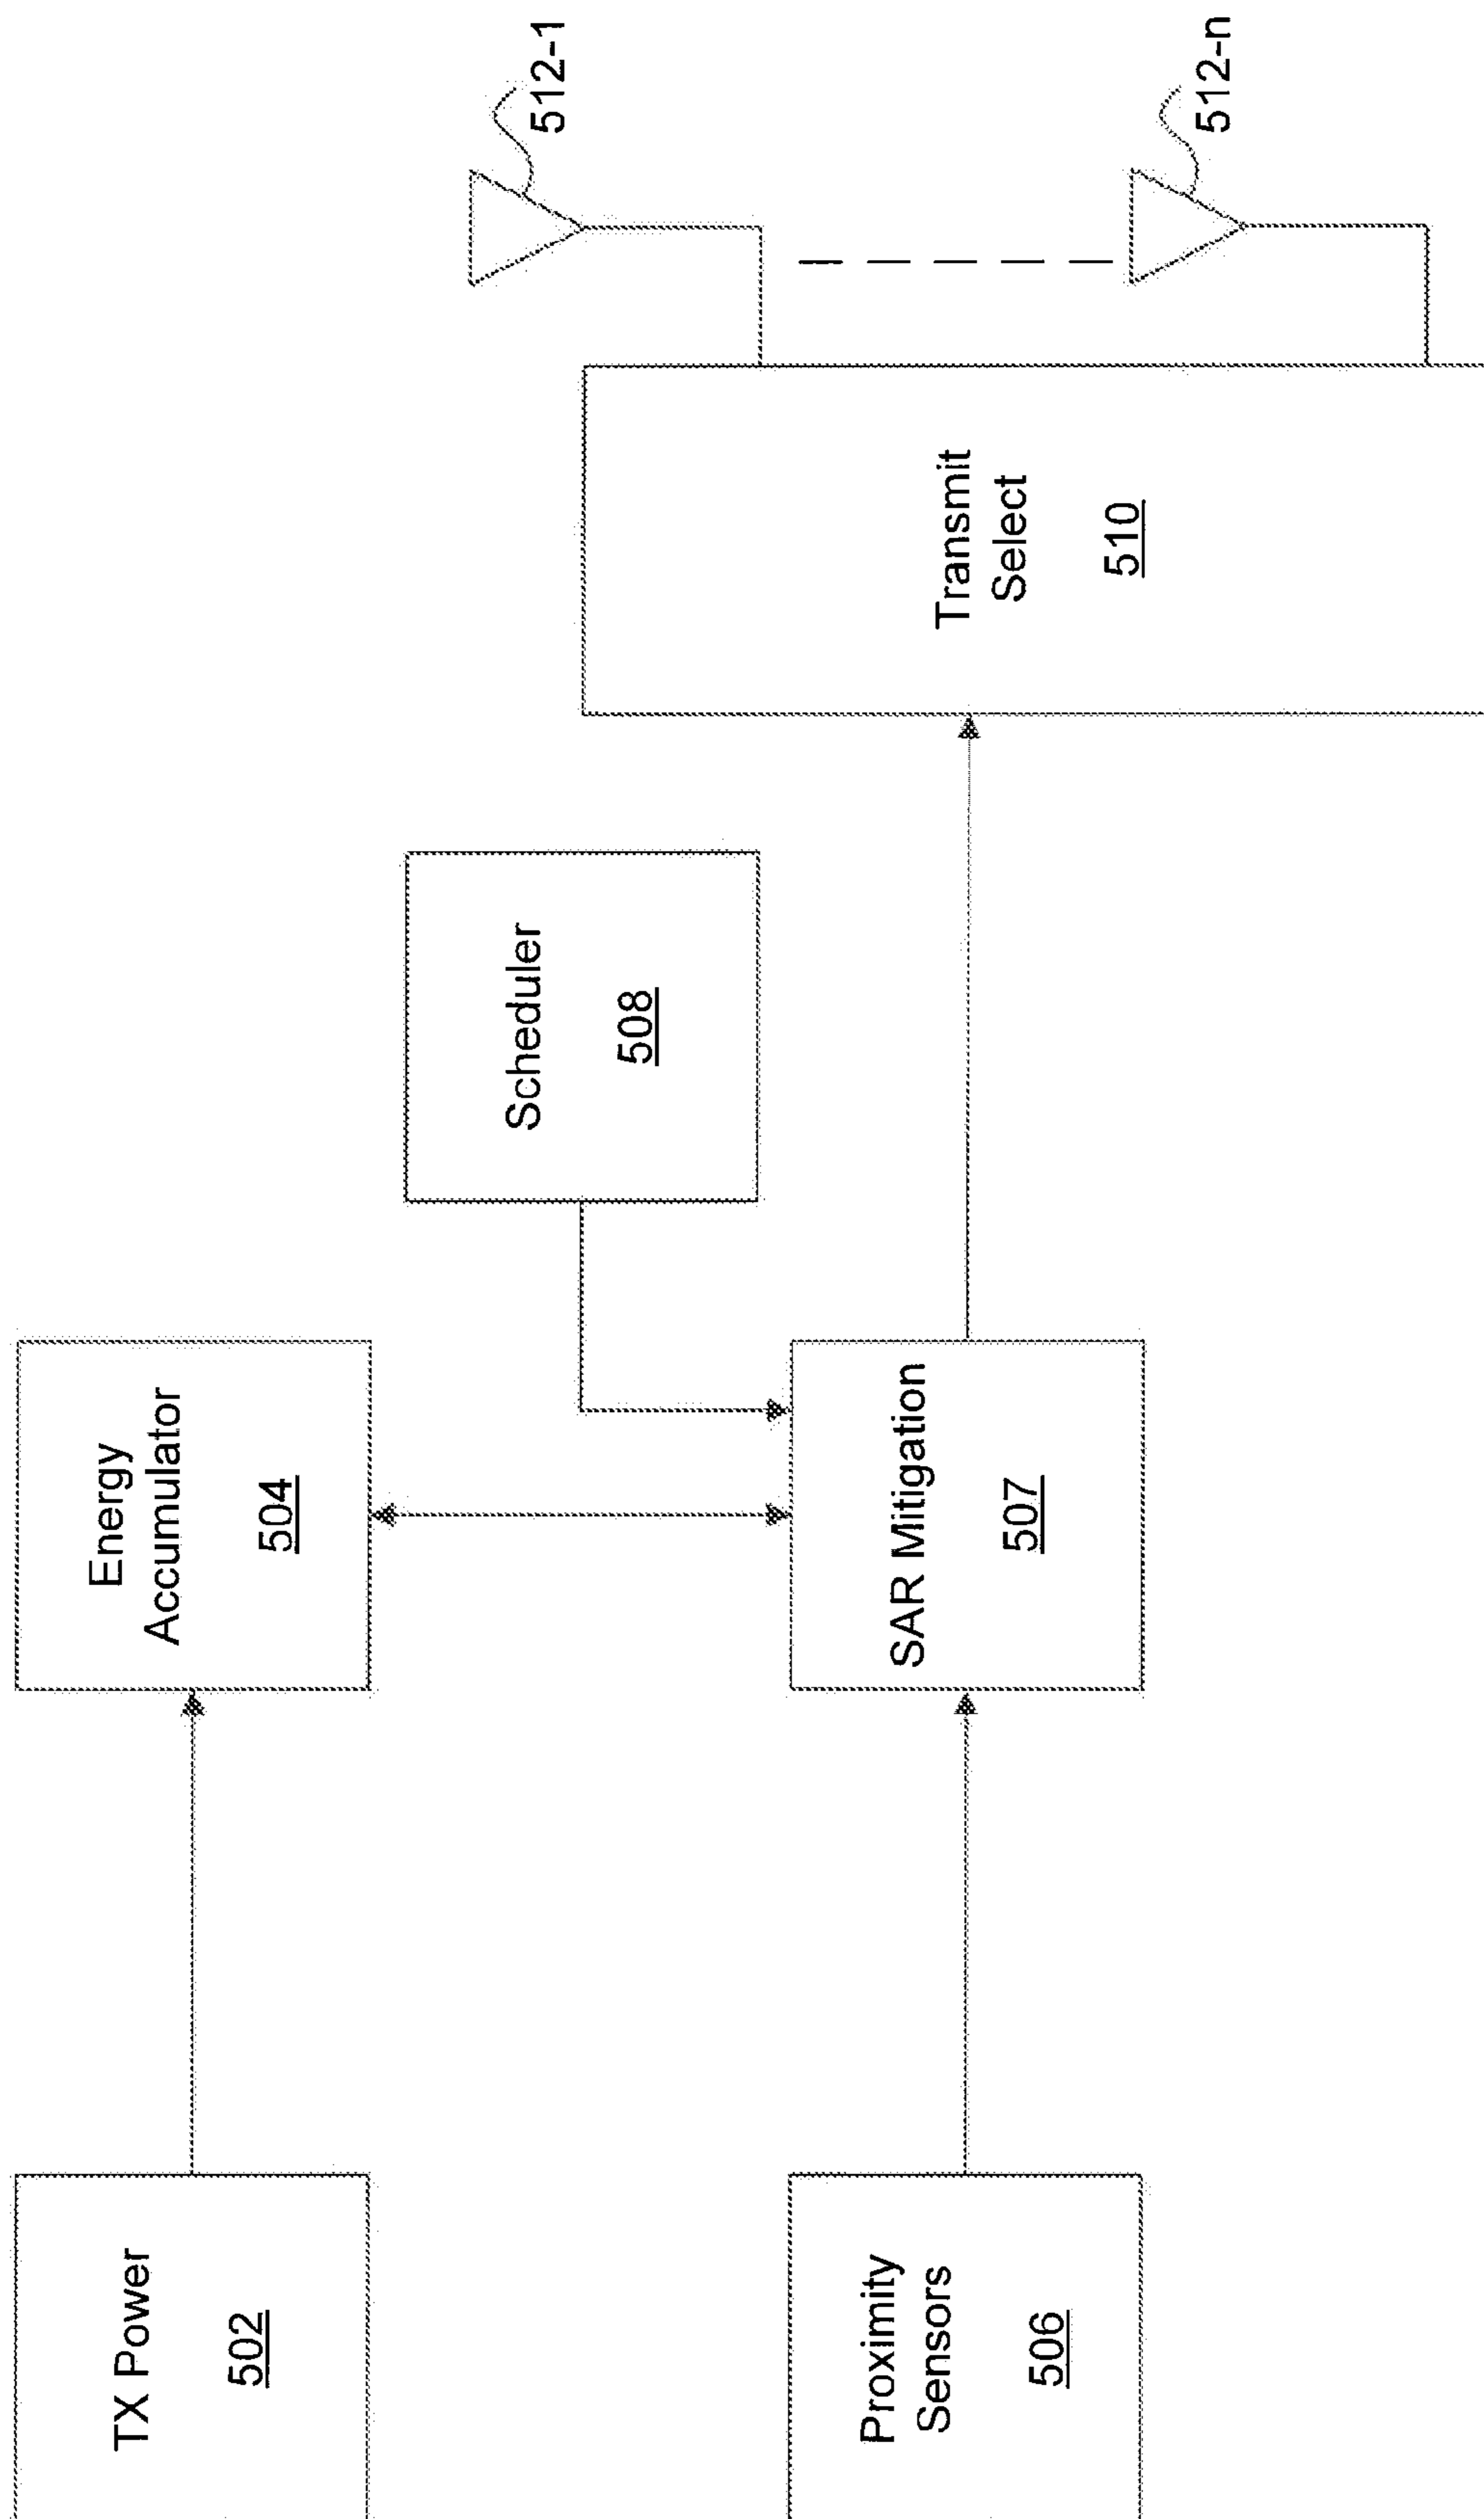 TX Power
502
Energy
Accumulator
504
Scheduler
508
512-1
Proximity
Sensors
506
SAR Mitigation
507
Transmit
Select
510
512-n